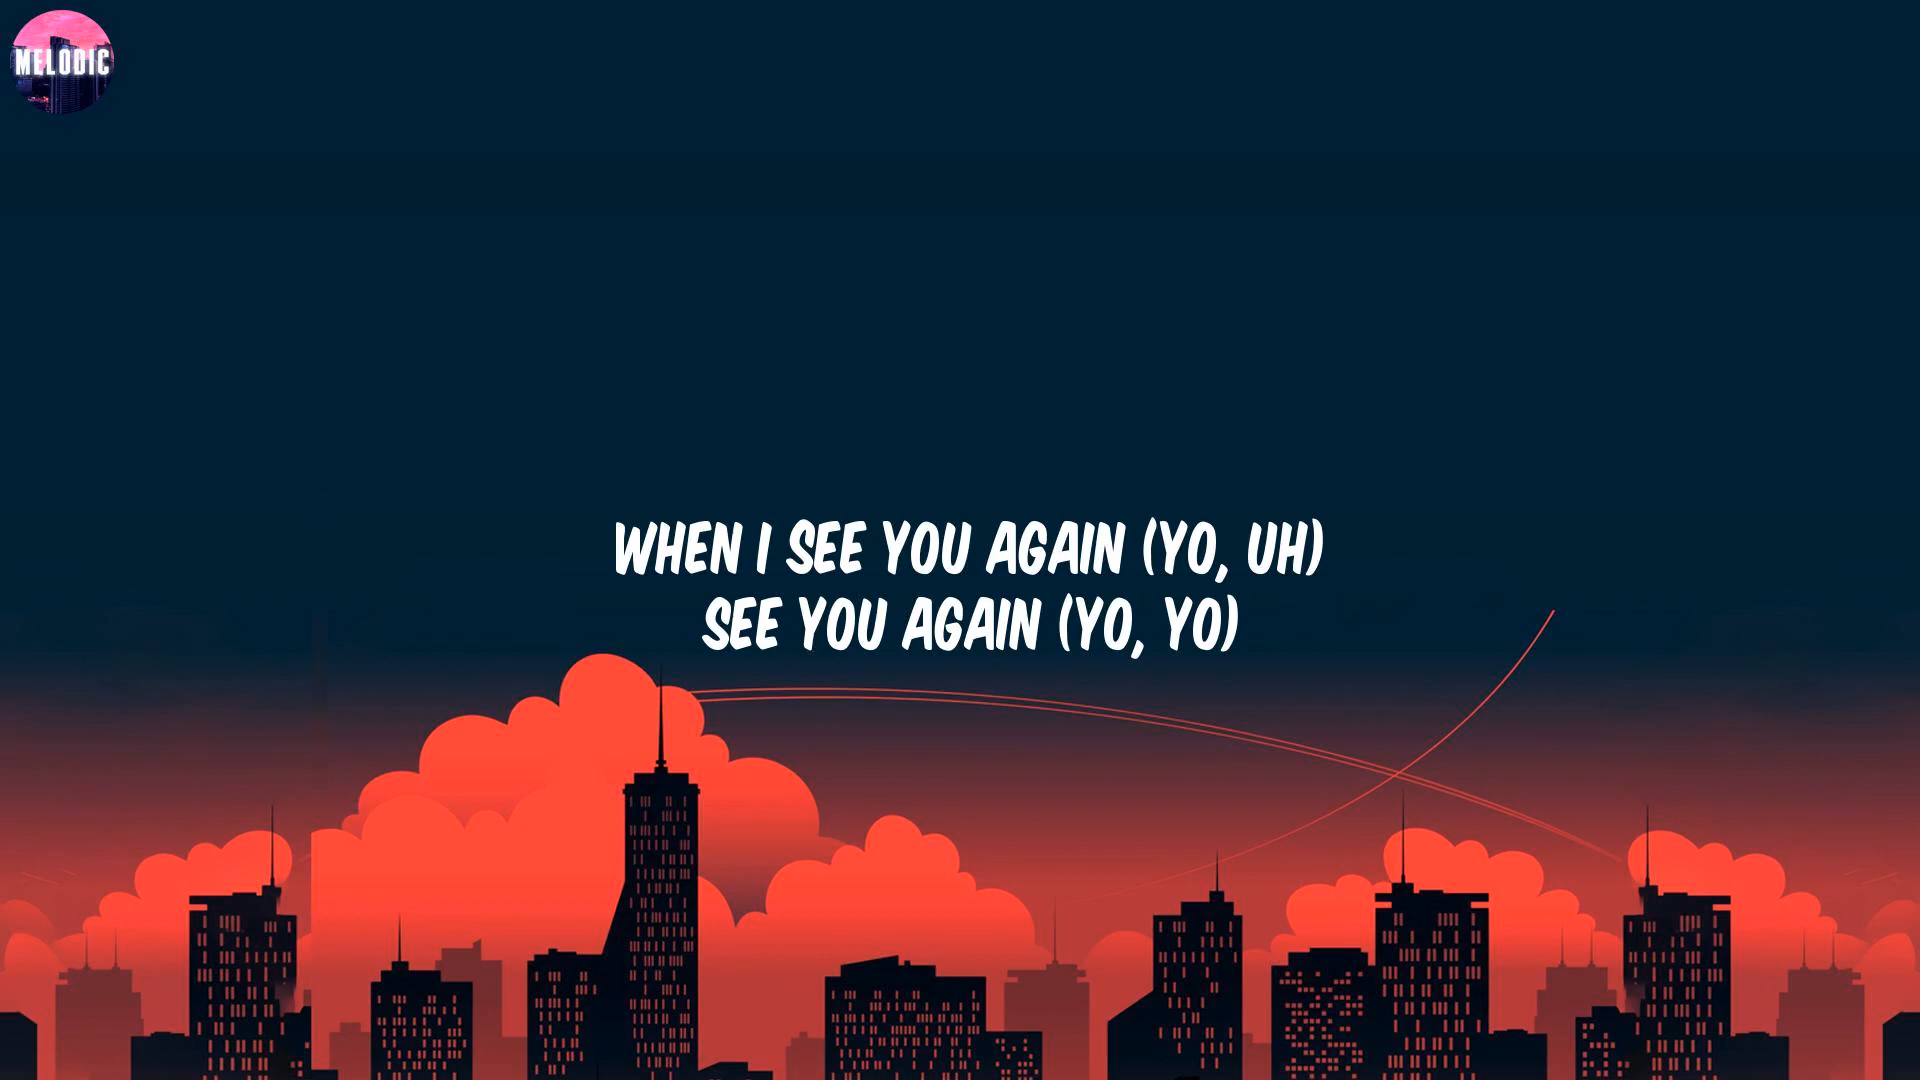 MELODIC
WHEN I SEE YOU AGAIN (YO, UH)
SEE YOU AGAIN (YO, YO)